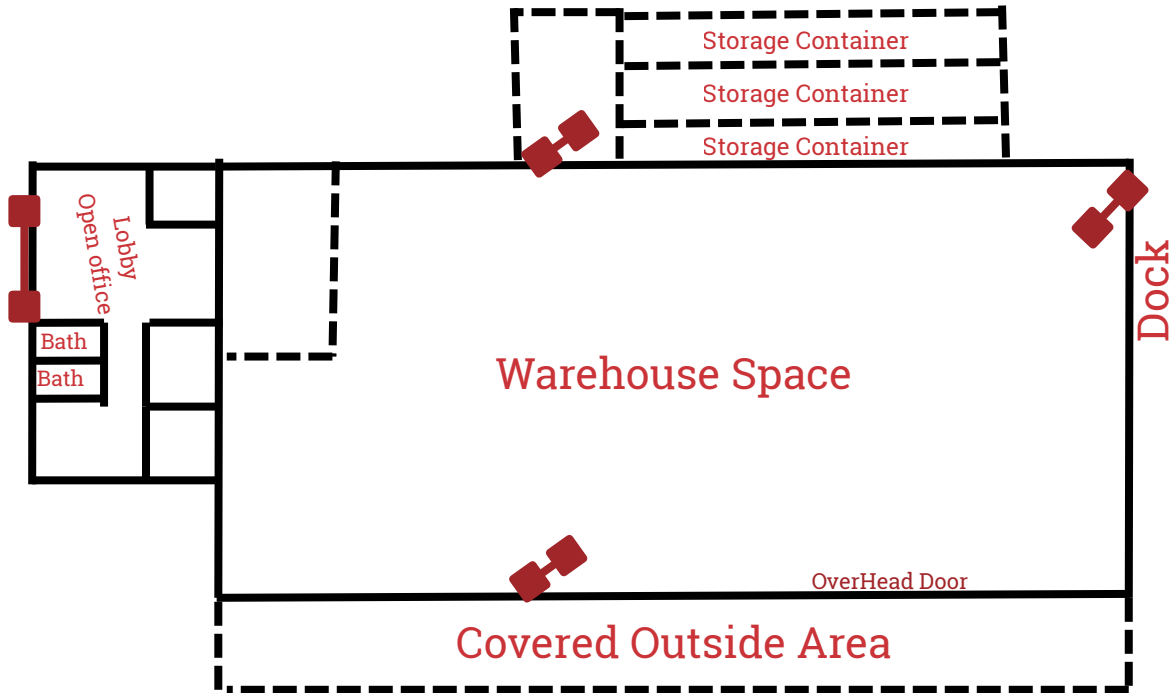 Storage Container
Storage Container
Storage Container
Lobby
Open office
Dock
Bath
Bath
Warehouse Space
OverHead Door
Covered Outside Area